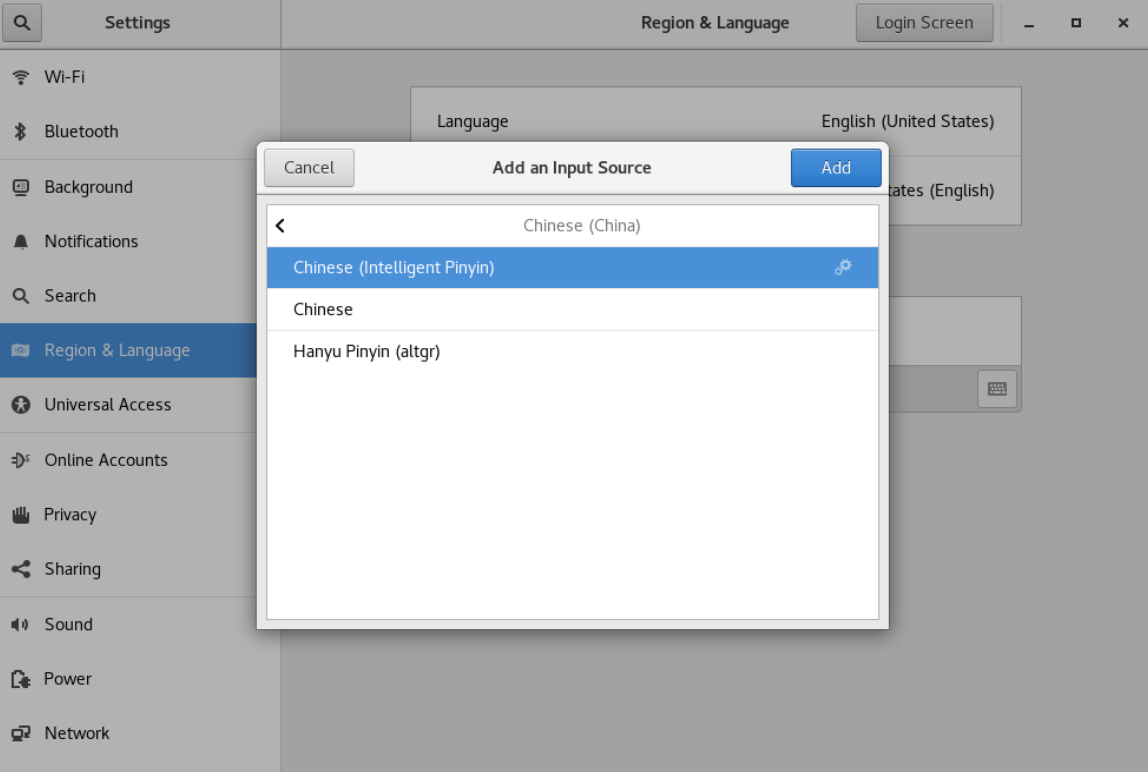 Settings
Region & Language
Login Screen
Wi-Fi
Bluetooth
Background
Notifications
Search
Region & Language
Universal Access
Online Accounts
Privacy
Sharing
Sound
Power
Network
Language
English (United States)
(English)
Cancel
Add an Input Source
Add
Chinese (China)
Chinese (Intelligent Pinyin)
Chinese
Hanyu Pinyin (altgr)